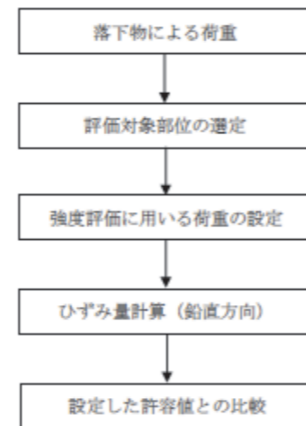 落下物による荷重
評価対象部位の選定
強度評価に用いる荷重の設定
ひずみ量計算（鉛直方向）
設定した許容値との比較